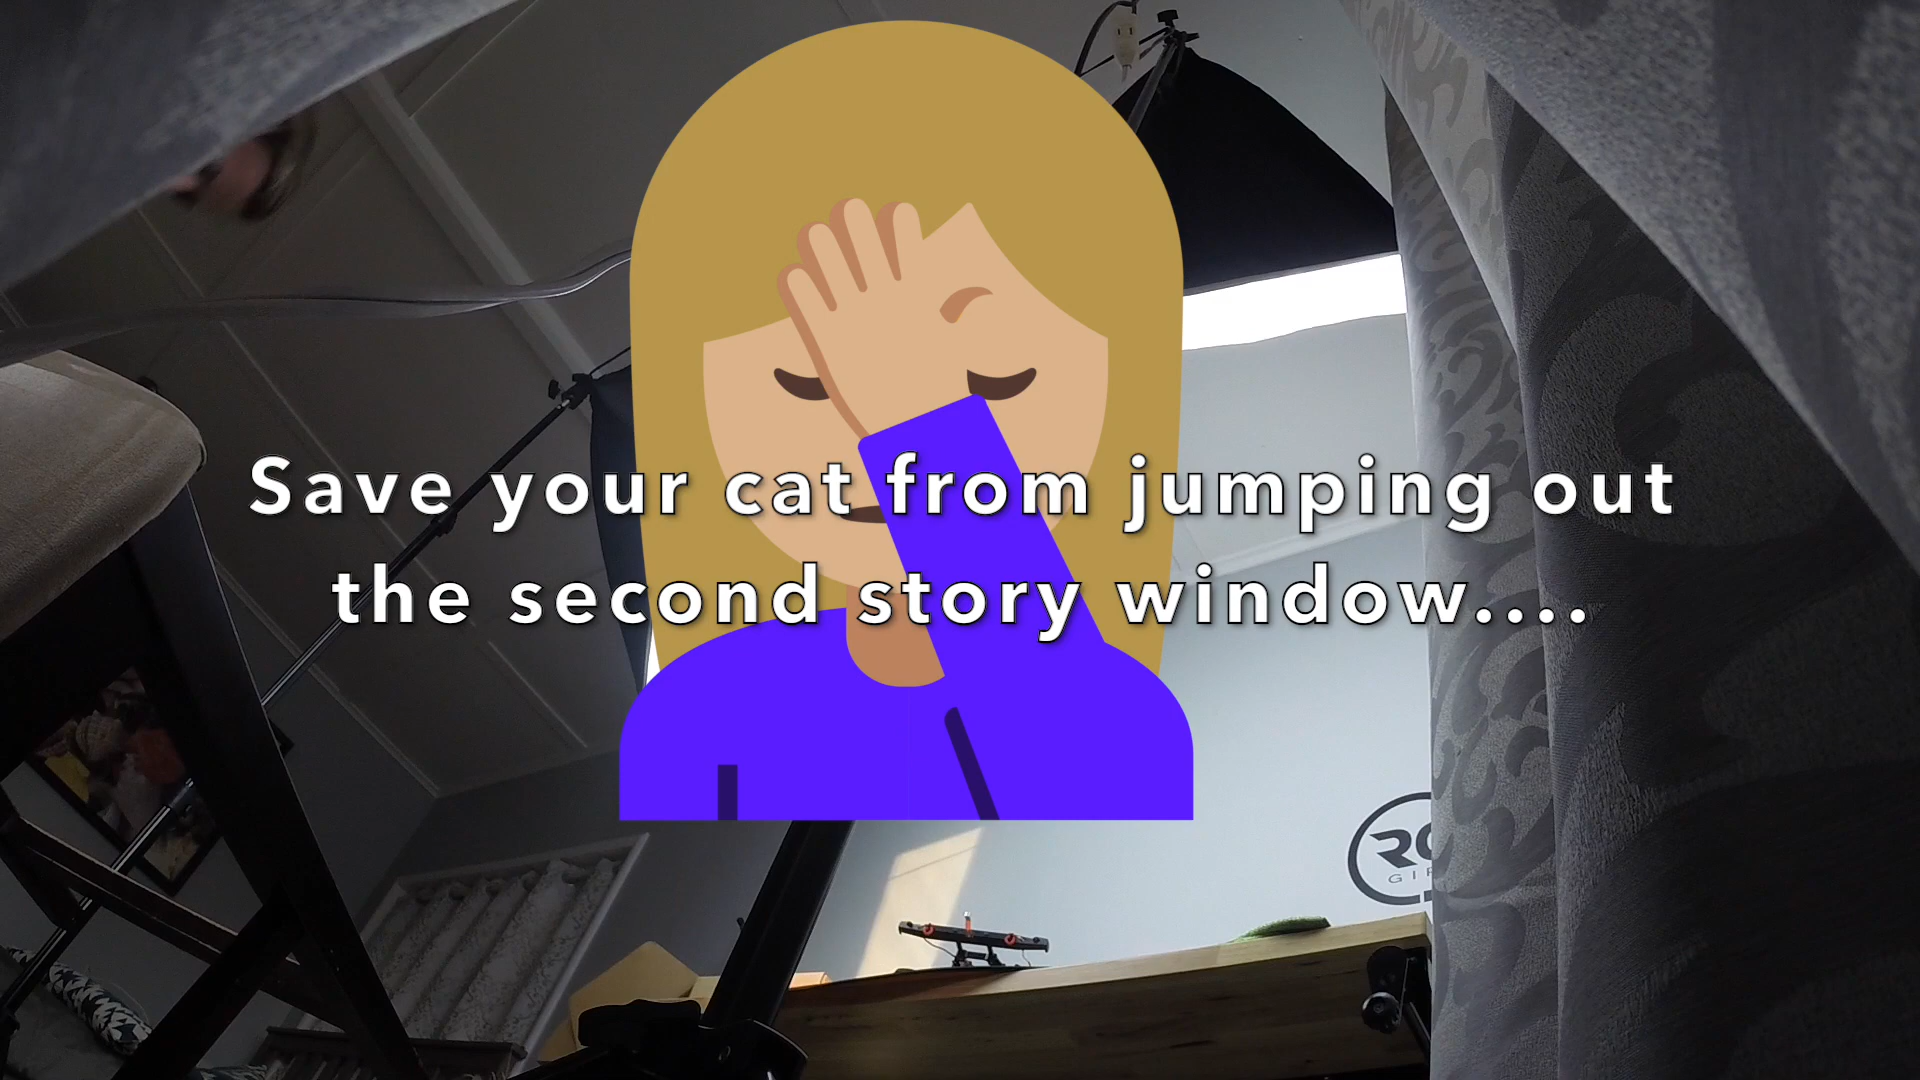 Save your cat from jumping out
the second story window....